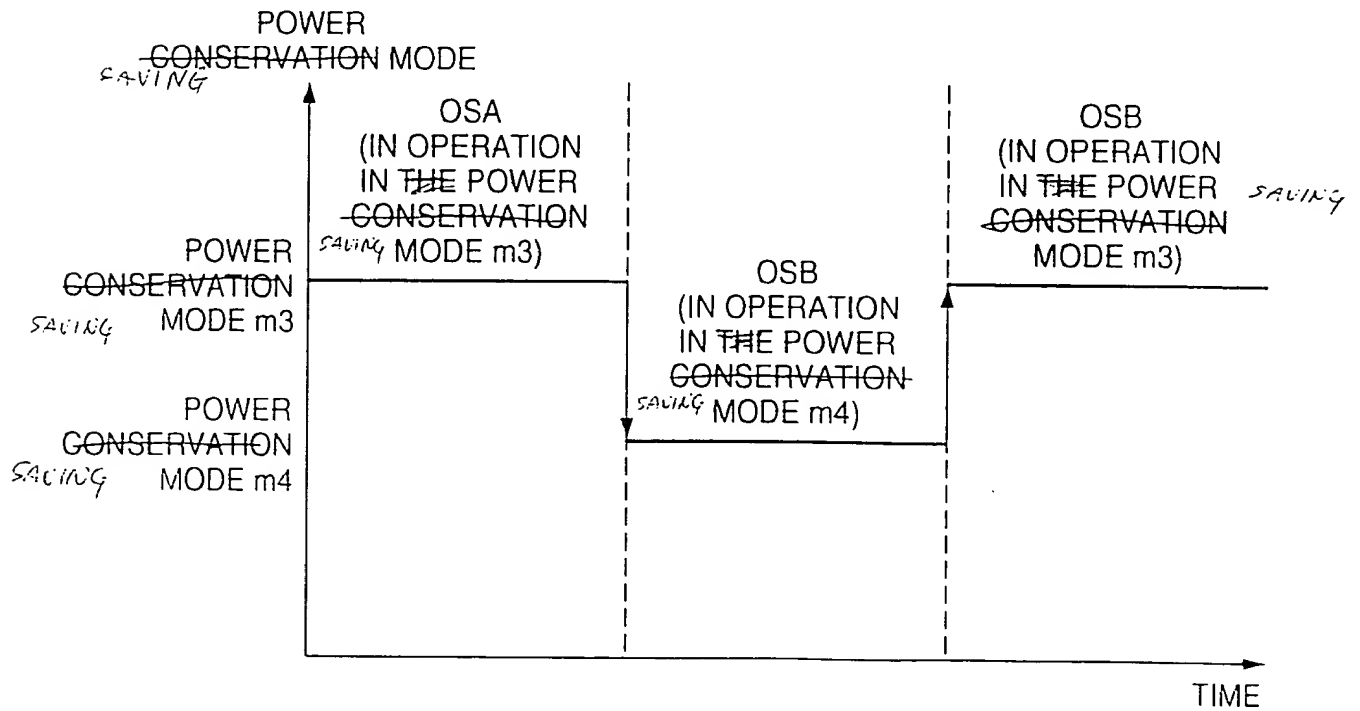 POWER
CONSERVATION MODE
SAVING
OSA
(IN OPERATION
IN THE POWER
CONSERVATION
SAVING MODE m3)
OSB
(IN OPERATION
IN THE POWER
CONSERVATION
MODE m3)
SAVING
POWER
CONSERVATION
SAVING MODE m3
OSB
(IN OPERATION
IN THE POWER
CONSERVATION
SAVING MODE m4)
POWER
CONSERVATION
SAVING MODE m4
TIME